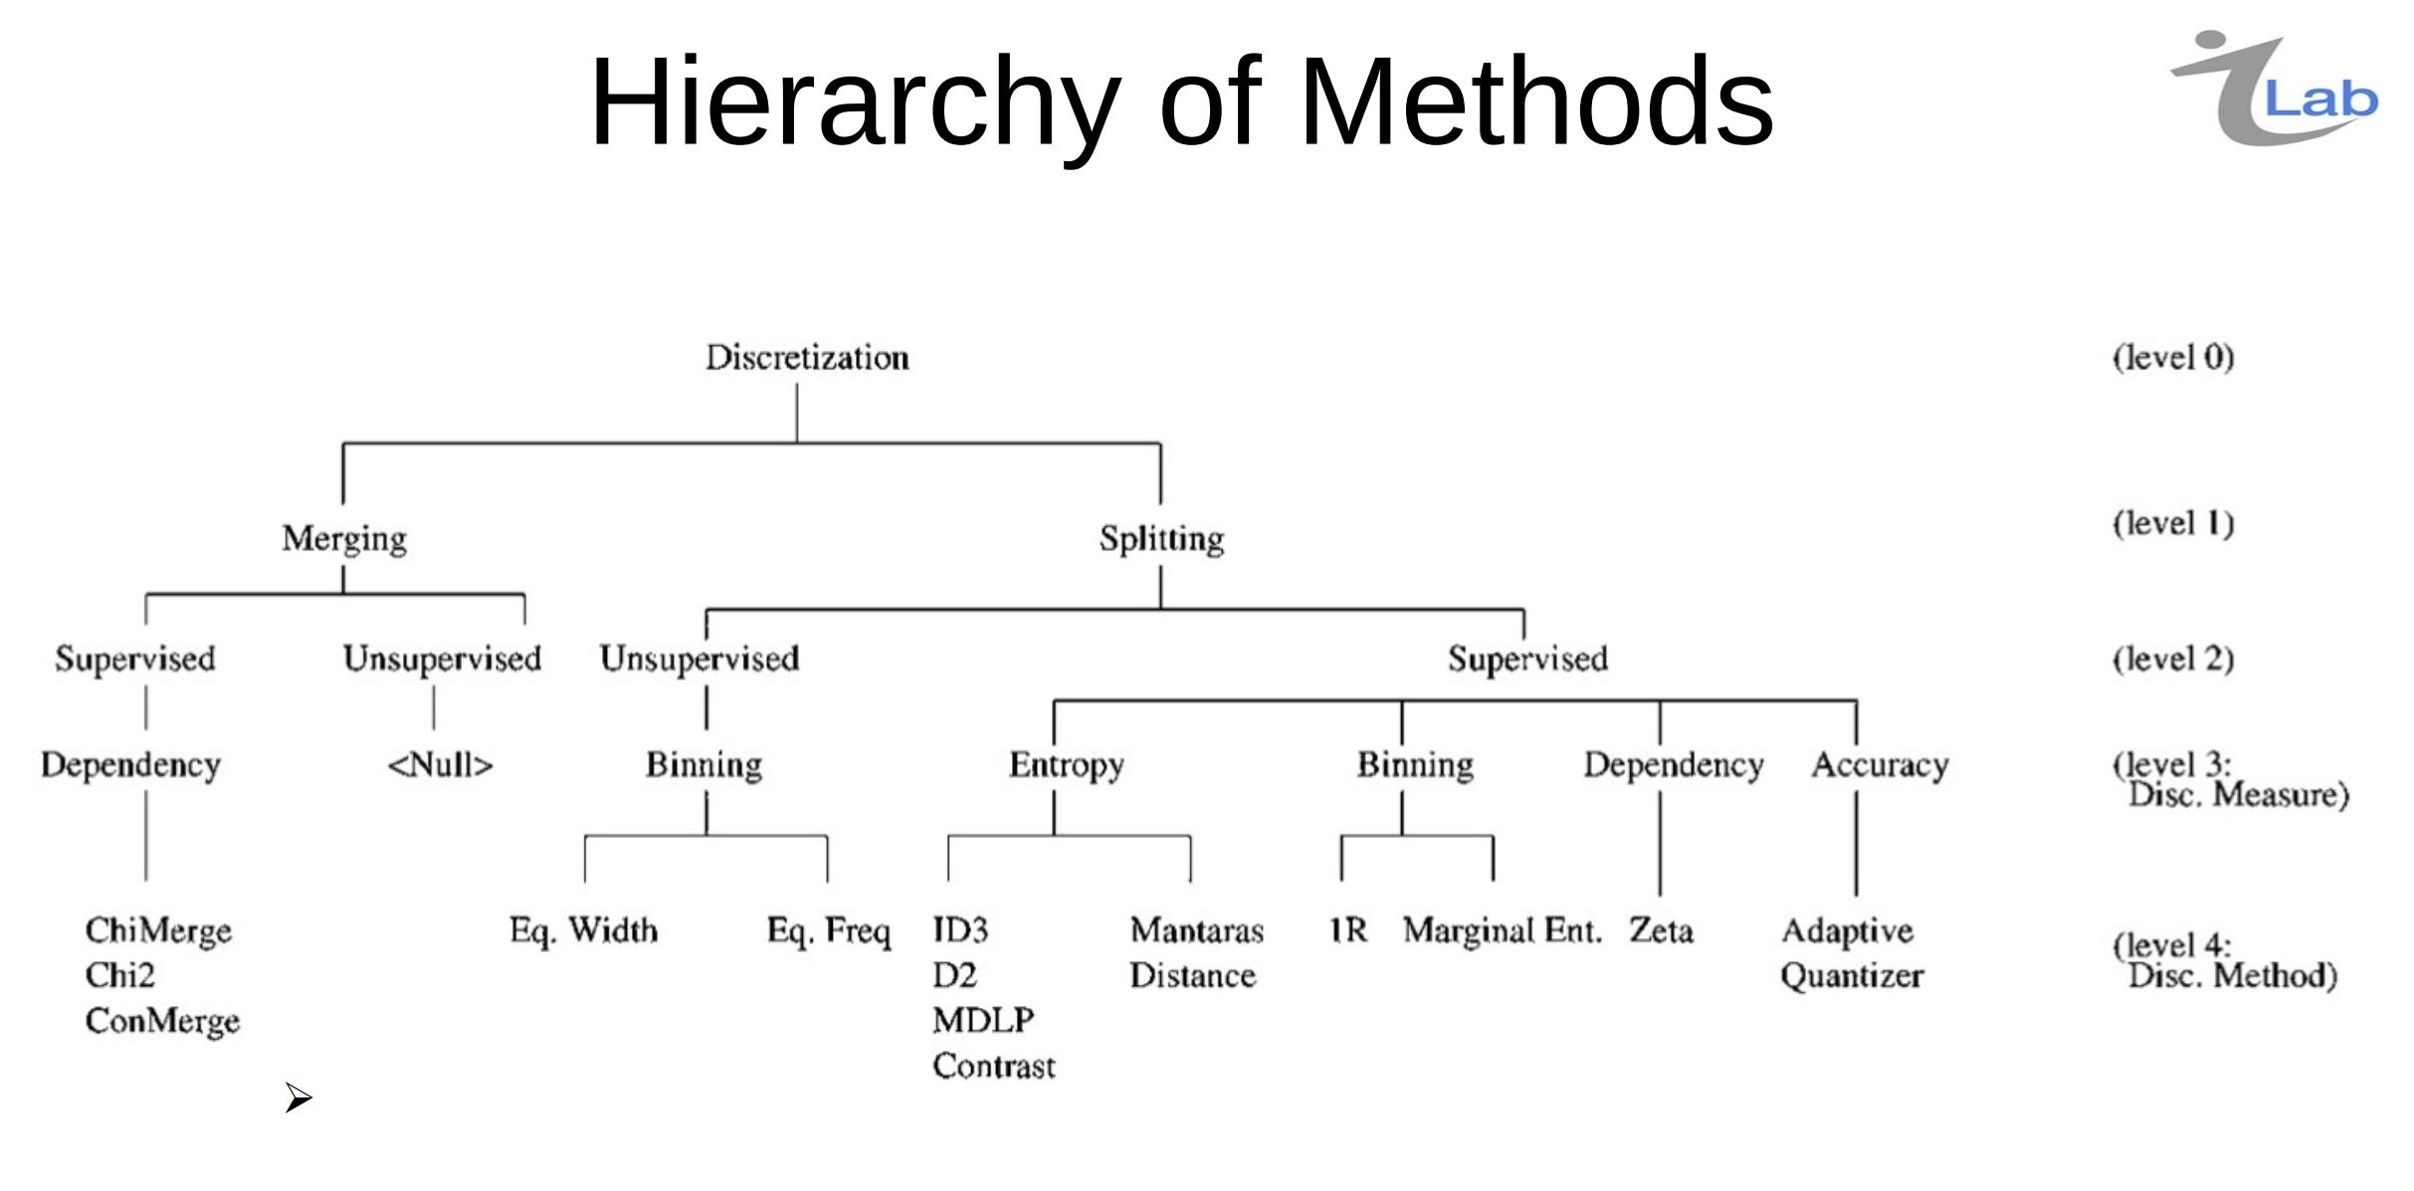 Hierarchy of Methods
Lab
Discretization
(level 0)
Merging
Splitting
(level 1)
Supervised
Unsupervised
Unsupervised
Supervised
(level 2)
Dependency
<Null>
Binning
Entropy
Binning
Dependency
Accuracy
(level 3:
Disc. Measure)
ChiMerge
Chi2
ConMerge
Eq. Width
Eq. Freq
ID3
D2
MDLP
Contrast
Mantaras
Distance
1R
Marginal Ent.
Zeta
Adaptive
Quantizer
(level 4:
Disc. Method)